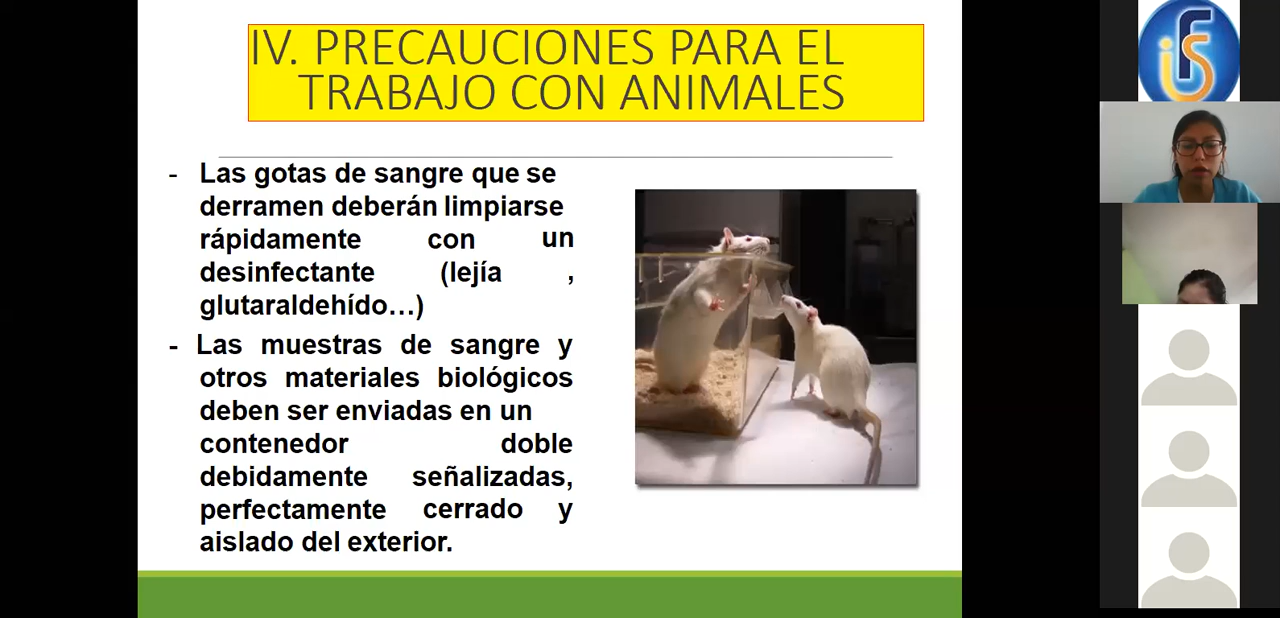 IV. PRECAUCIONES PARA EL
TRABAJO CON ANIMALES
- Las gotas de sangre que se
derramen deberán limpiarse
rápidamente con un
desinfectante (lejía ,
glutaraldehído...)
- Las muestras de sangre y
otros materiales biológicos
deben ser enviadas en un
contenedor doble
debidamente señalizadas,
perfectamente cerrado y
aislado del exterior.